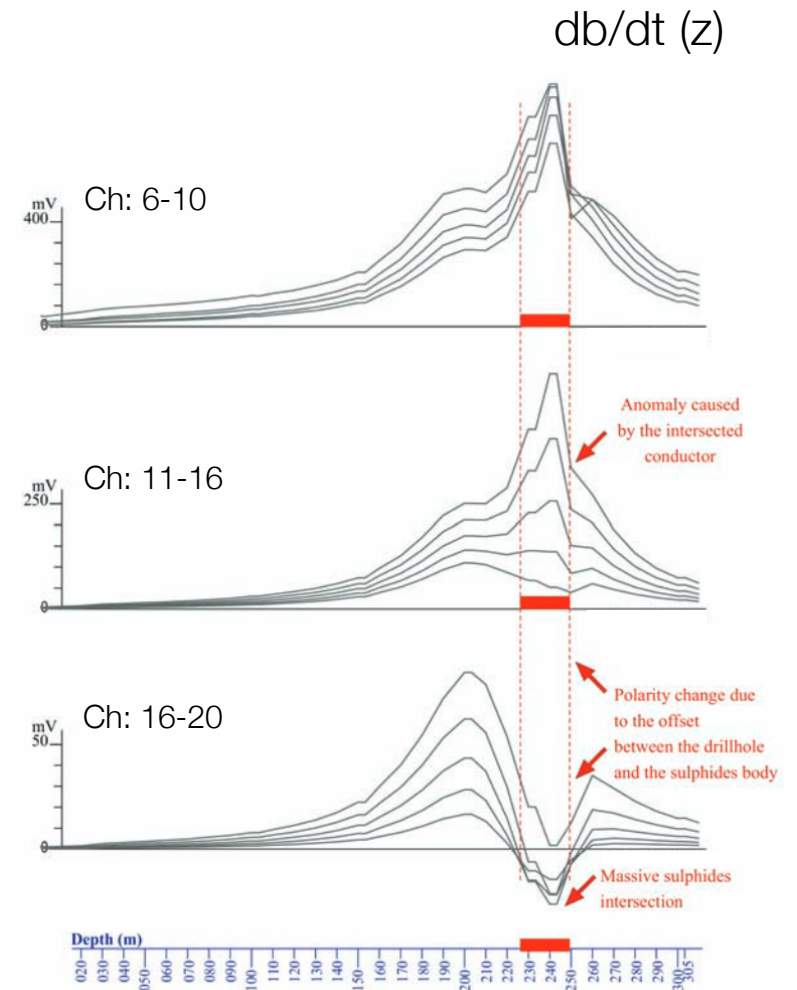 db/dt (z)
Ch: 6-10
mV
400
0
Ch: 11-16
mV
250
0
Anomaly caused
by the intersected
conductor
Ch: 16-20
mV
50
0
Polarity change due
to the offset
between the drillhole
and the sulphides body
Massive sulphides
intersection
Depth (m)
020 030 040 050 060 070 080 090 100 110 120 130 140 150 160 170 180 190 200 210 220 230 240 250 260 270 280 290 300 305